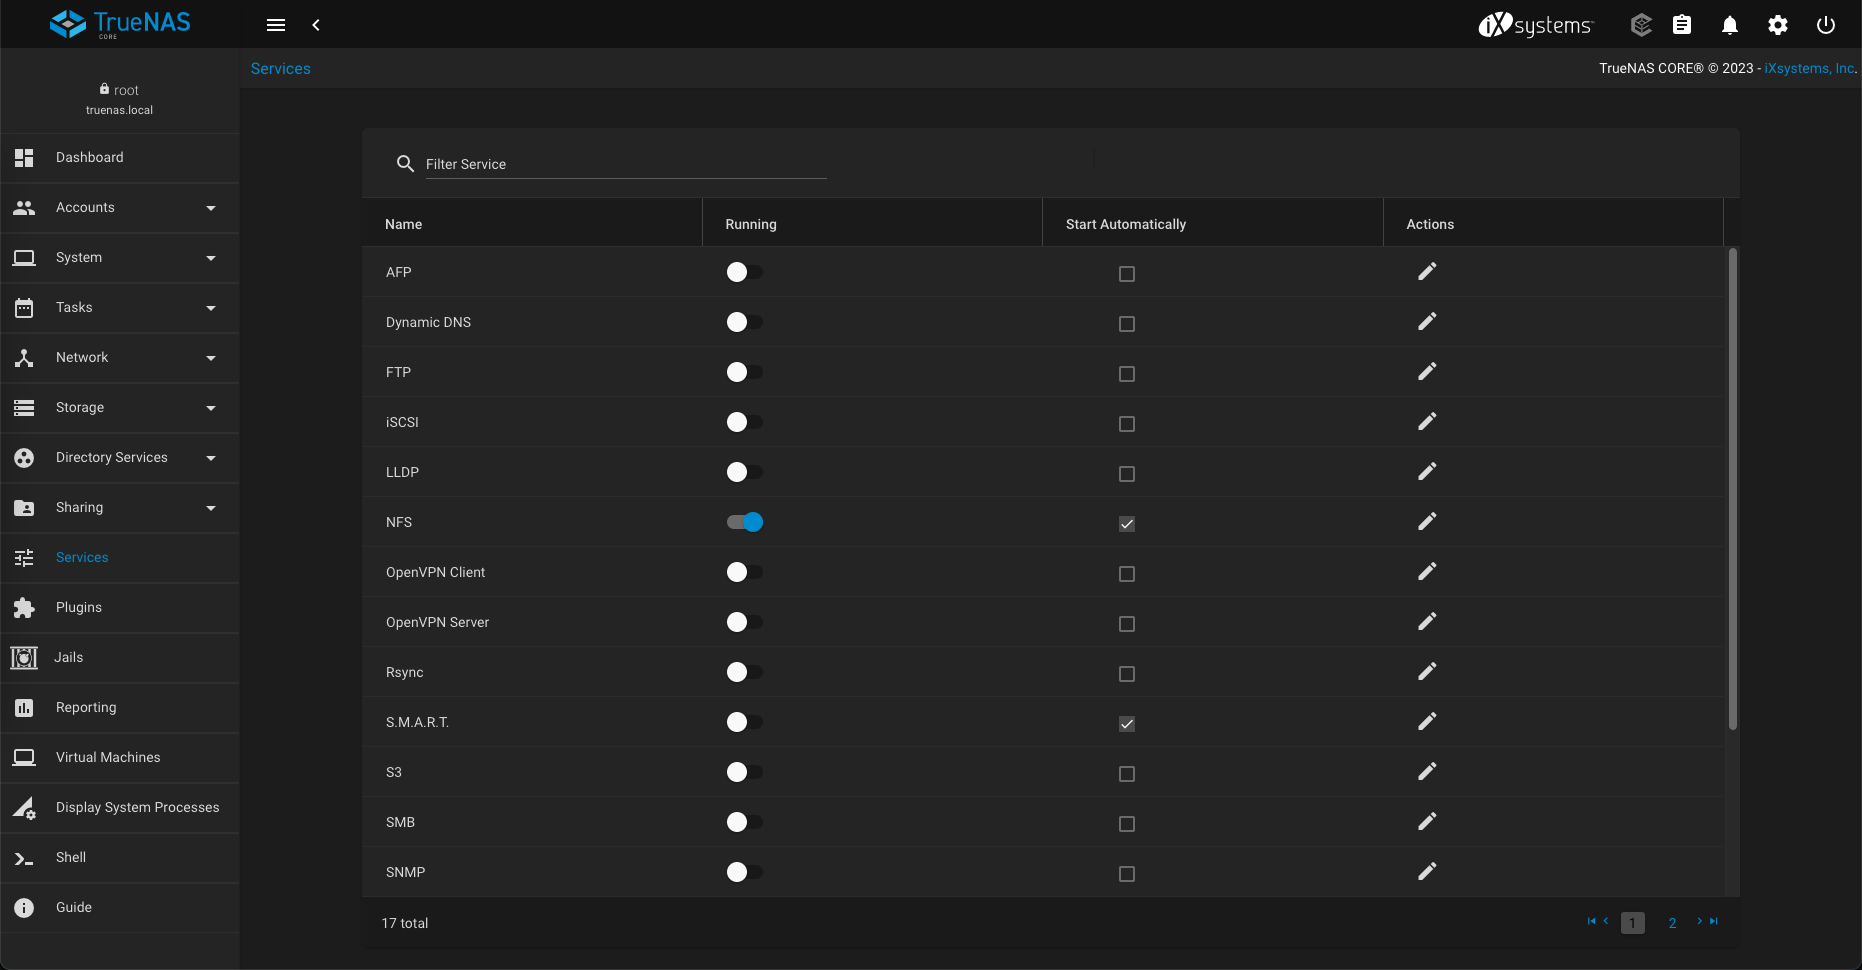 TrueNAS
CORE
iXsystems
Services
TrueNAS CORE® © 2023 - iXsystems, Inc.
root
truenas.local
Dashboard
Accounts
System
Tasks
Network
Storage
Directory Services
Sharing
Services
Plugins
Jails
Reporting
Virtual Machines
Display System Processes
Shell
Guide
Filter Service
Name Running Start Automatically Actions
AFP
Dynamic DNS
FTP
iSCSI
LLDP
NFS
OpenVPN Client
OpenVPN Server
Rsync
S.M.A.R.T.
S3
SMB
SNMP
17 total
1 2